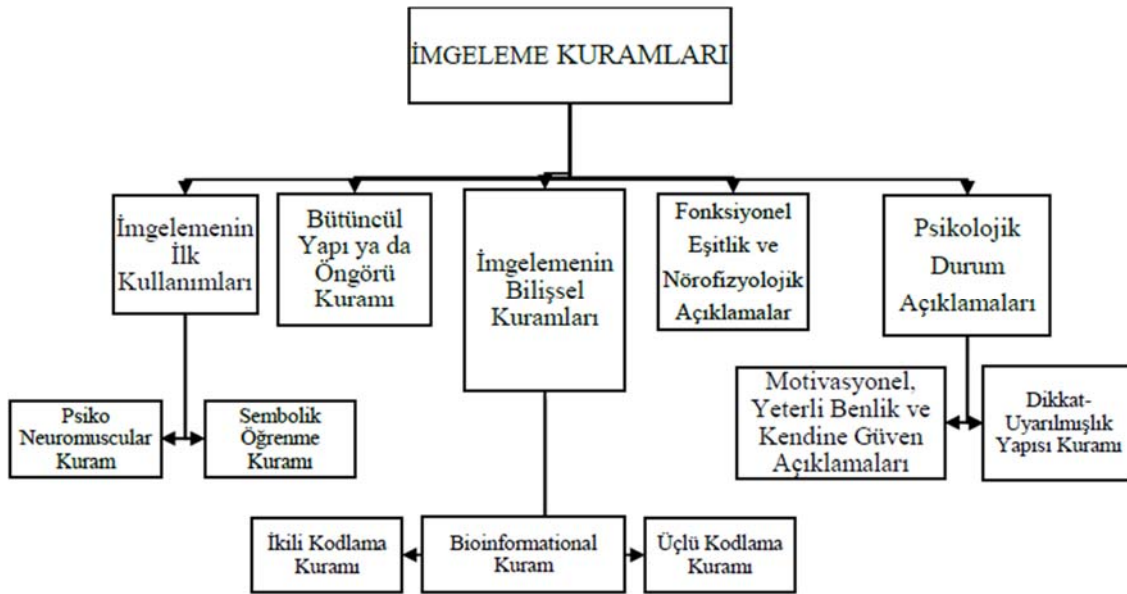 İMGELEME KURAMLARI
İmgelemenin
İlk
Kullanımları
Bütüncül
Yapı ya da
Öngörü
Kuramı
İmgelemenin
Bilişsel
Kuramları
Fonksiyonel
Eşitlik ve
Nörofizyolojik
Açıklamalar
Psikolojik
Durum
Açıklamaları
Psiko
Neuromuscular
Kuram
Sembolik
Öğrenme
Kuramı
Motivasyonel,
Yeterli Benlik ve
Kendine Güven
Açıklamaları
Dikkat-
Uyarılmışlık
Yapısı Kuramı
İkili Kodlama
Kuramı
Bioinformational
Kuram
Üçlü Kodlama
Kuramı